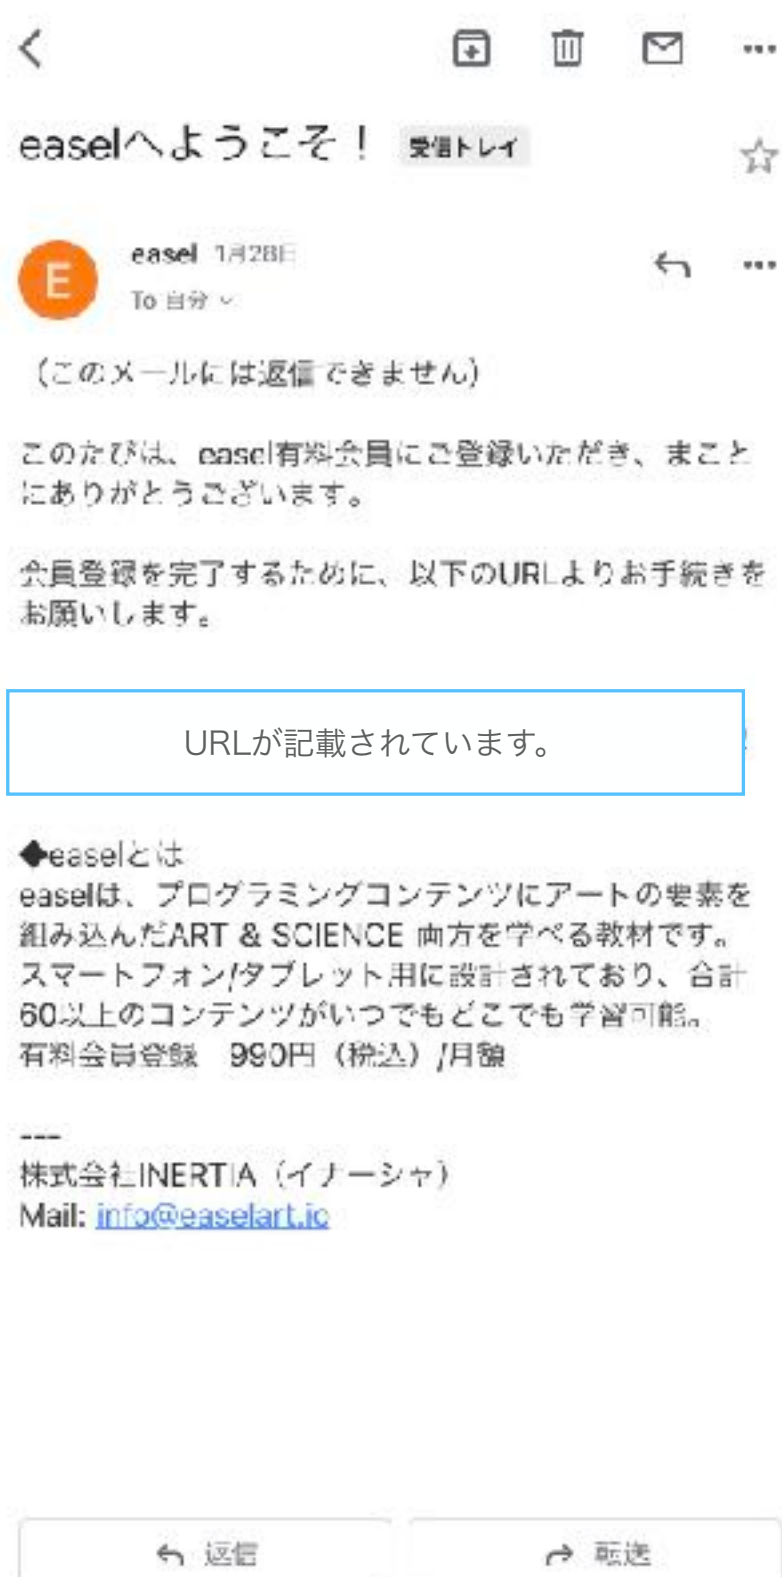 easelへようこそ！ 受信トレイ
E
easel 1月28日
To 自分
（このメールには返信できません）
このたびは、easel有料会員にご登録いただき、まこと
にありがとうございます。
会員登録を完了するために、以下のURLよりお手続きを
お願いします。
URLが記載されています。
◆easelとは
easelは、プログラミングコンテンツにアートの要素を
組み込んだART & SCIENCE 両方を学べる教材です。
スマートフォン/タブレット用に設計されており、合計
60以上のコンテンツがいつでもどこでも学習可能。
有料会員登録　990円（税込）/月額
---
株式会社INERTIA（イナーシャ）
Mail: info@easelart.io
返信
転送